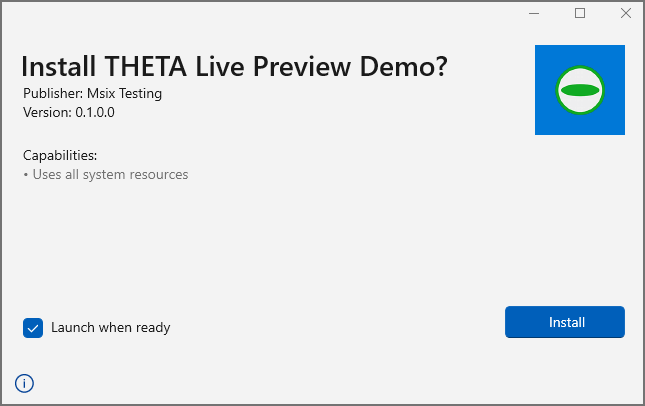 Install THETA Live Preview Demo?
Publisher: Msix Testing
Version: 0.1.0.0
Capabilities:
• Uses all system resources
Launch when ready
Install